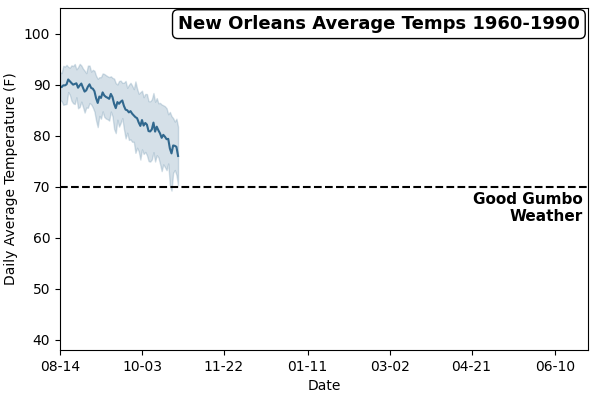 New Orleans Average Temps 1960-1990
Daily Average Temperature (F)
100
90
80
70
60
50
40
Good Gumbo
Weather
08-14
10-03
11-22
01-11
03-02
04-21
06-10
Date